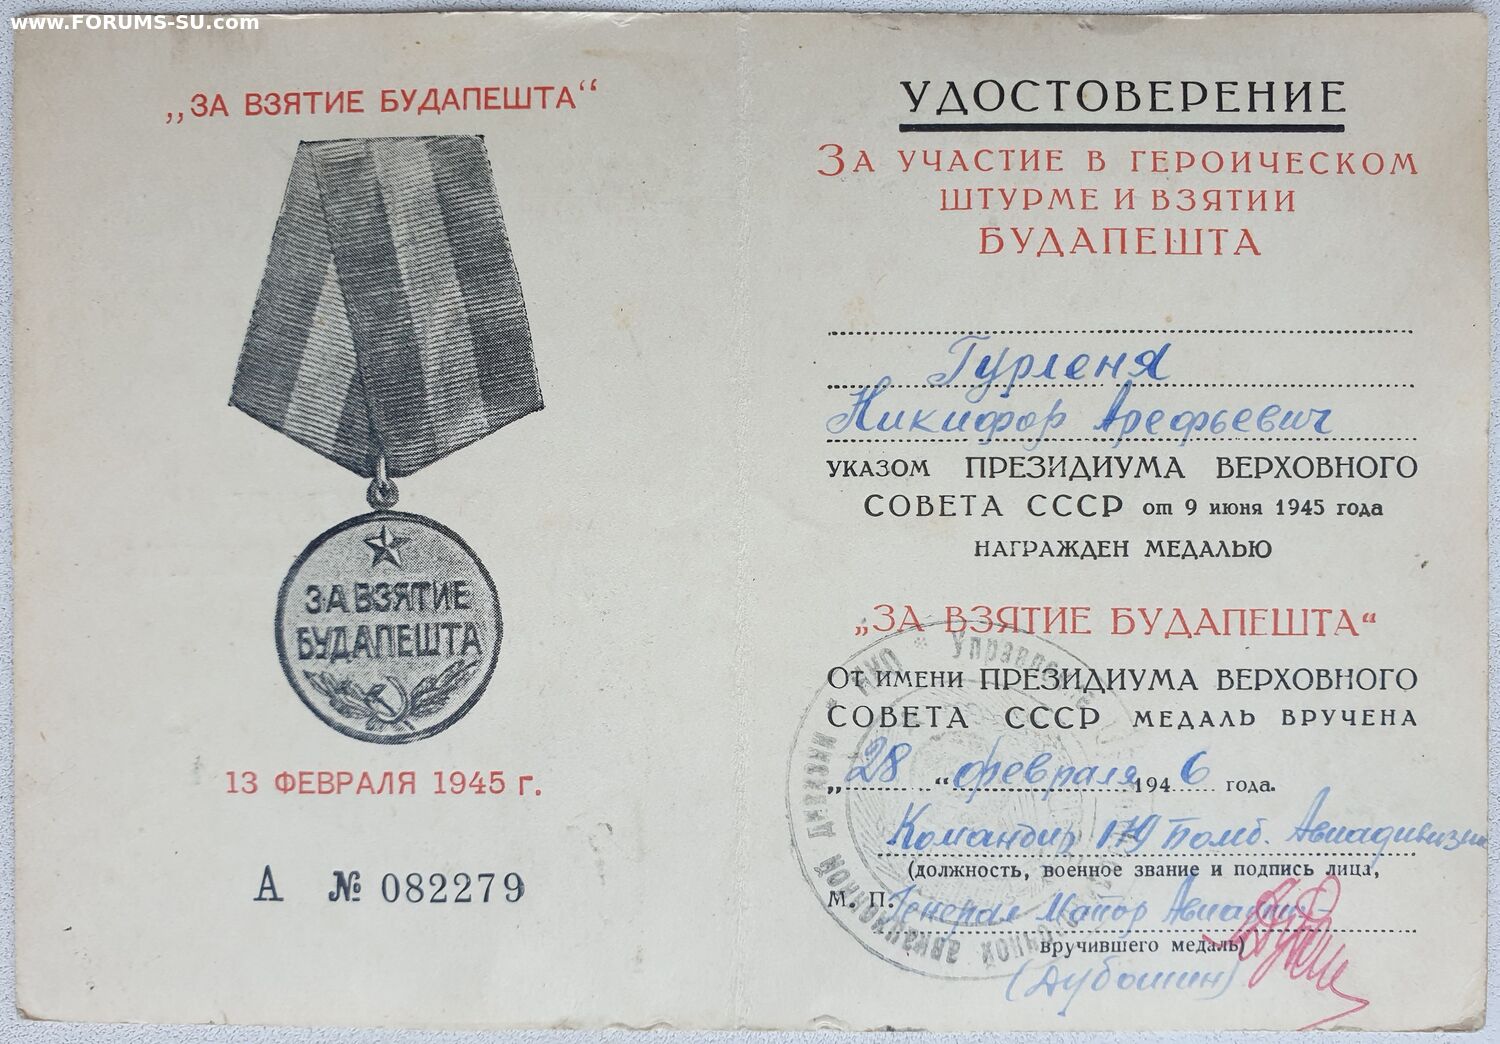 www.FORUMS-SU.com
„ЗА ВЗЯТИЕ БУДАПЕШТА“
ЗА ВЗЯТИЕ
БУДАПЕШТА
13 ФЕВРАЛЯ 1945 г.
А № 082279
УДОСТОВЕРЕНИЕ
ЗА УЧАСТИЕ В ГЕРОИЧЕСКОМ
ШТУРМЕ И ВЗЯТИИ
БУДАПЕШТА
Гурленя
Никифор Арефьевич
УКАЗОМ ПРЕЗИДИУМА ВЕРХОВНОГО
СОВЕТА СССР от 9 июня 1945 года
НАГРАЖДЕН МЕДАЛЬЮ
„ЗА ВЗЯТИЕ БУДАПЕШТА“
ОТ ИМЕНИ ПРЕЗИДИУМА ВЕРХОВНОГО
СОВЕТА СССР МЕДАЛЬ ВРУЧЕНА
„28“ февраля 1946 года.
Командир 179 Бомб. Авиадивизии
(должность, военное звание и подпись лица,
М. П. Генерал Майор Авиации
вручившего медаль)
(Дубошин)
авиационной дивизии * НКО *